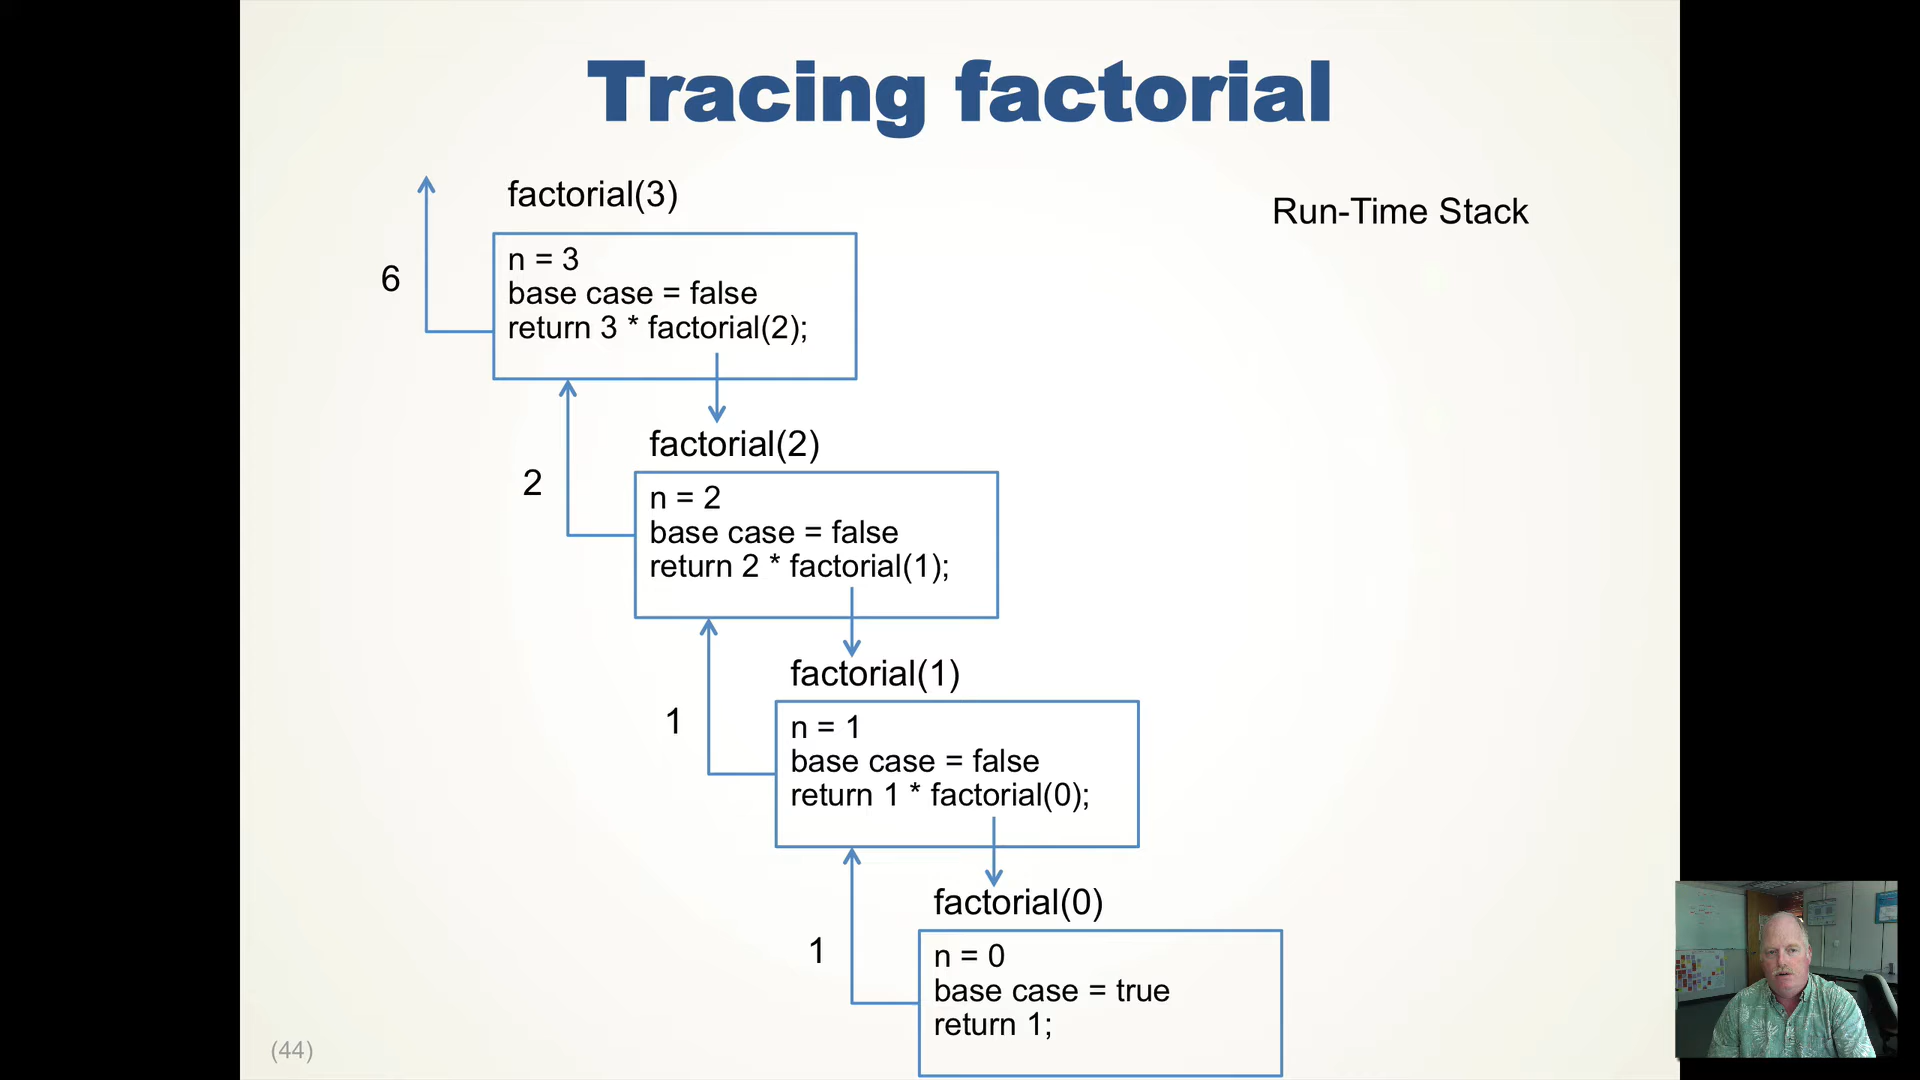 Tracing factorial
factorial(3)
Run-Time Stack
6
n = 3
base case = false
return 3 * factorial(2);
factorial(2)
2
n = 2
base case = false
return 2 * factorial(1);
factorial(1)
1
n = 1
base case = false
return 1 * factorial(0);
factorial(0)
1
n = 0
base case = true
return 1;
(44)